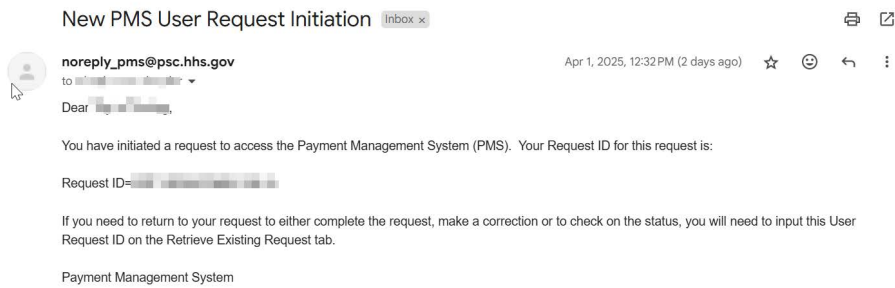 New PMS User Request Initiation Inbox ×
noreply_pms@psc.hhs.gov Apr 1, 2025, 12:32 PM (2 days ago)
to
Dear ,
You have initiated a request to access the Payment Management System (PMS).  Your Request ID for this request is:
Request ID=
If you need to return to your request to either complete the request, make a correction or to check on the status, you will need to input this User
Request ID on the Retrieve Existing Request tab.
Payment Management System